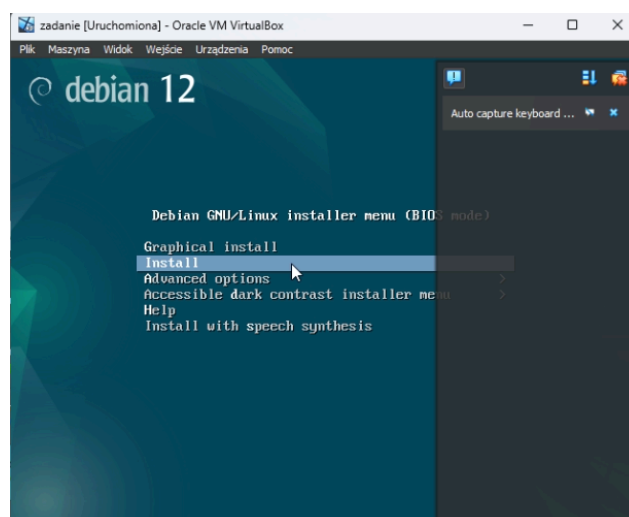 zadanie [Uruchomiona] - Oracle VM VirtualBox
Plik Maszyna Widok Wejście Urządzenia Pomoc
debian 12
Auto capture keyboard ...
Debian GNU/Linux installer menu (BIOS mode)
Graphical install
Install
Advanced options >
Accessible dark contrast installer menu >
Help
Install with speech synthesis